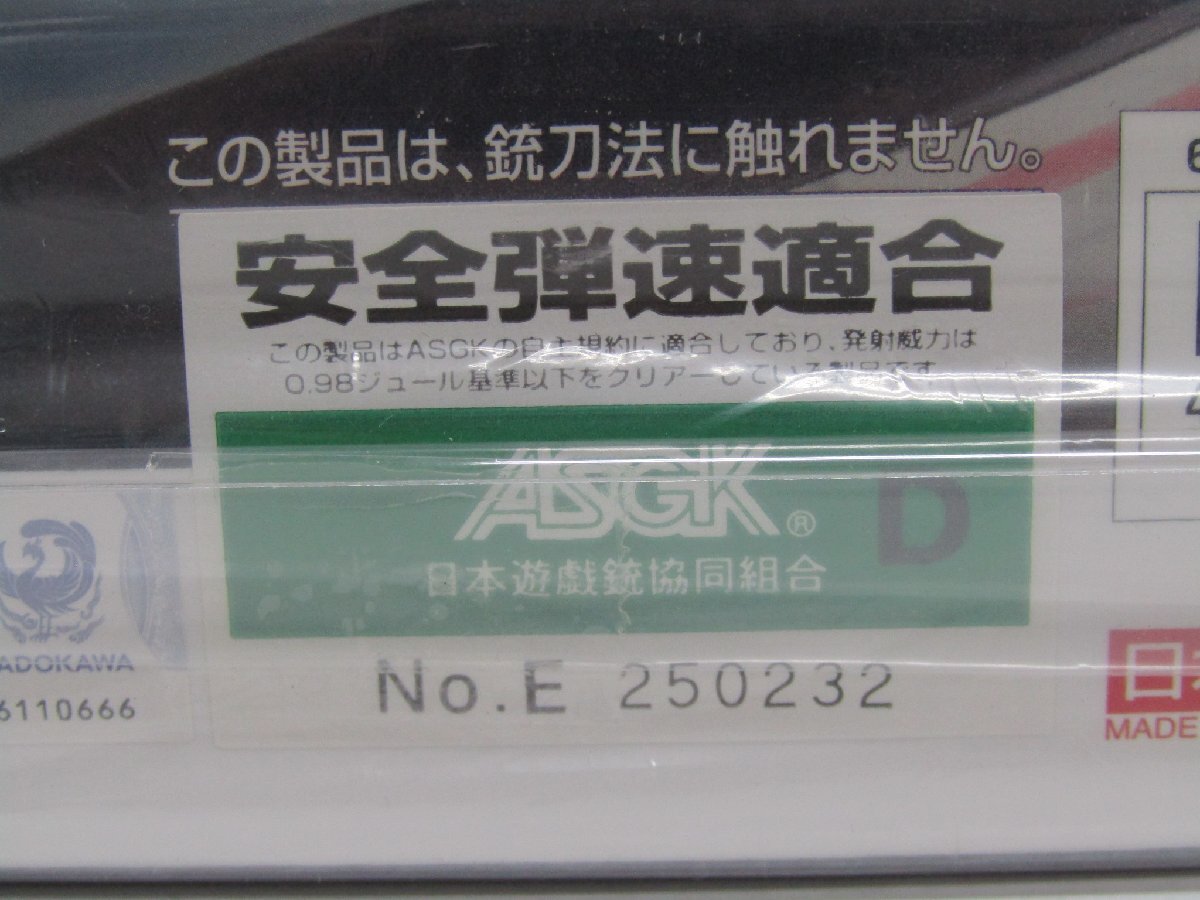 この製品は、銃刀法に触れません。
安全弾速適合
この製品はASGKの自主規約に適合しており、発射威力は
0.98ジュール基準以下をクリアーしている製品です
ASGK®
D
日本遊戯銃協同組合
No.E 250232
ADOKAWA
6110666
日本
MADE